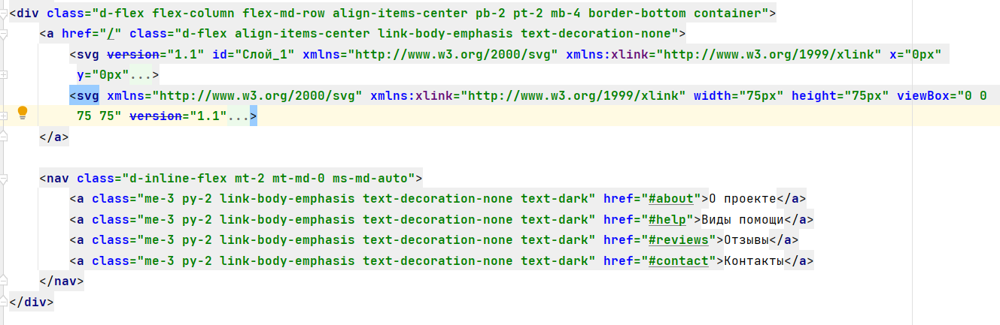 <div class="d-flex flex-column flex-md-row align-items-center pb-2 pt-2 mb-4 border-bottom container">
<a href="/" class="d-flex align-items-center link-body-emphasis text-decoration-none">
<svg version="1.1" id="Слой_1" xmlns="http://www.w3.org/2000/svg" xmlns:xlink="http://www.w3.org/1999/xlink" x="0px"
y="0px"...>
<svg xmlns="http://www.w3.org/2000/svg" xmlns:xlink="http://www.w3.org/1999/xlink" width="75px" height="75px" viewBox="0 0
75 75" version="1.1"...>
</a>
<nav class="d-inline-flex mt-2 mt-md-0 ms-md-auto">
<a class="me-3 py-2 link-body-emphasis text-decoration-none text-dark" href="#about">О проекте</a>
<a class="me-3 py-2 link-body-emphasis text-decoration-none text-dark" href="#help">Виды помощи</a>
<a class="me-3 py-2 link-body-emphasis text-decoration-none text-dark" href="#reviews">Отзывы</a>
<a class="me-3 py-2 link-body-emphasis text-decoration-none text-dark" href="#contact">Контакты</a>
</nav>
</div>